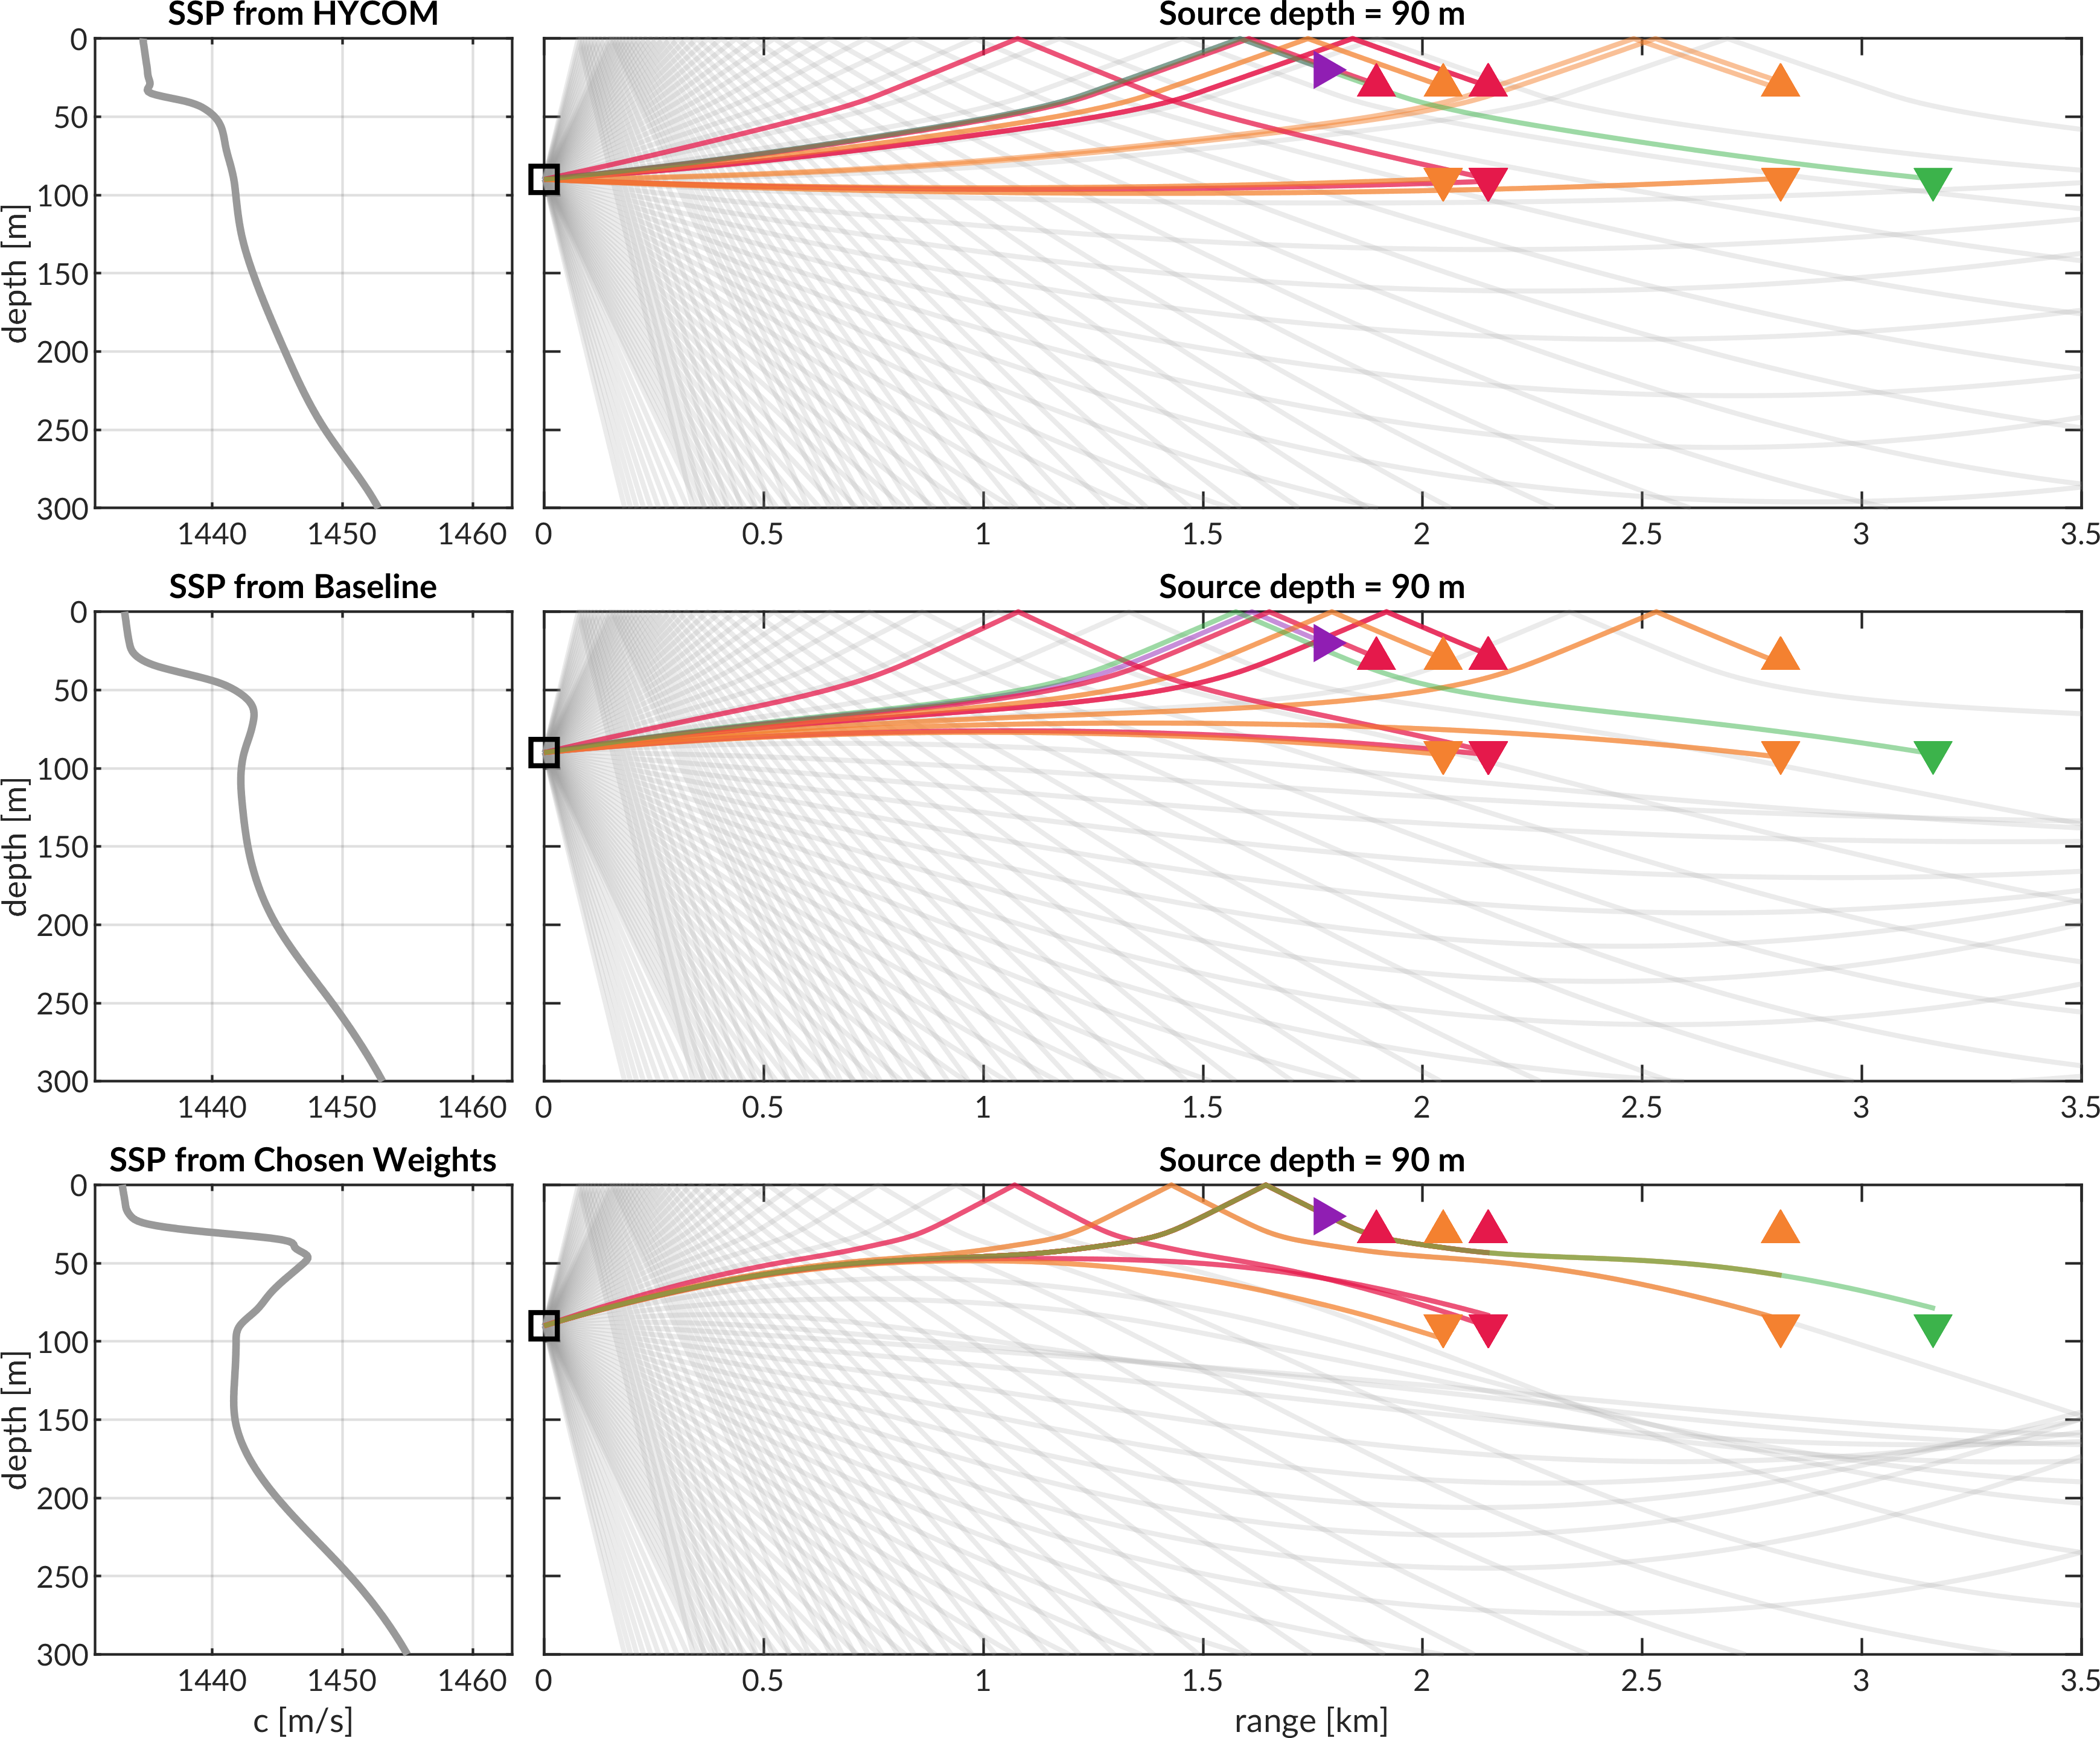 SSP from HYCOM
Source depth = 90 m
depth [m]
0
50
100
150
200
250
300
1440 1450 1460
0 0.5 1 1.5 2 2.5 3 3.5
SSP from Baseline
Source depth = 90 m
depth [m]
0
50
100
150
200
250
300
1440 1450 1460
0 0.5 1 1.5 2 2.5 3 3.5
SSP from Chosen Weights
Source depth = 90 m
depth [m]
0
50
100
150
200
250
300
1440 1450 1460
0 0.5 1 1.5 2 2.5 3 3.5
c [m/s]
range [km]